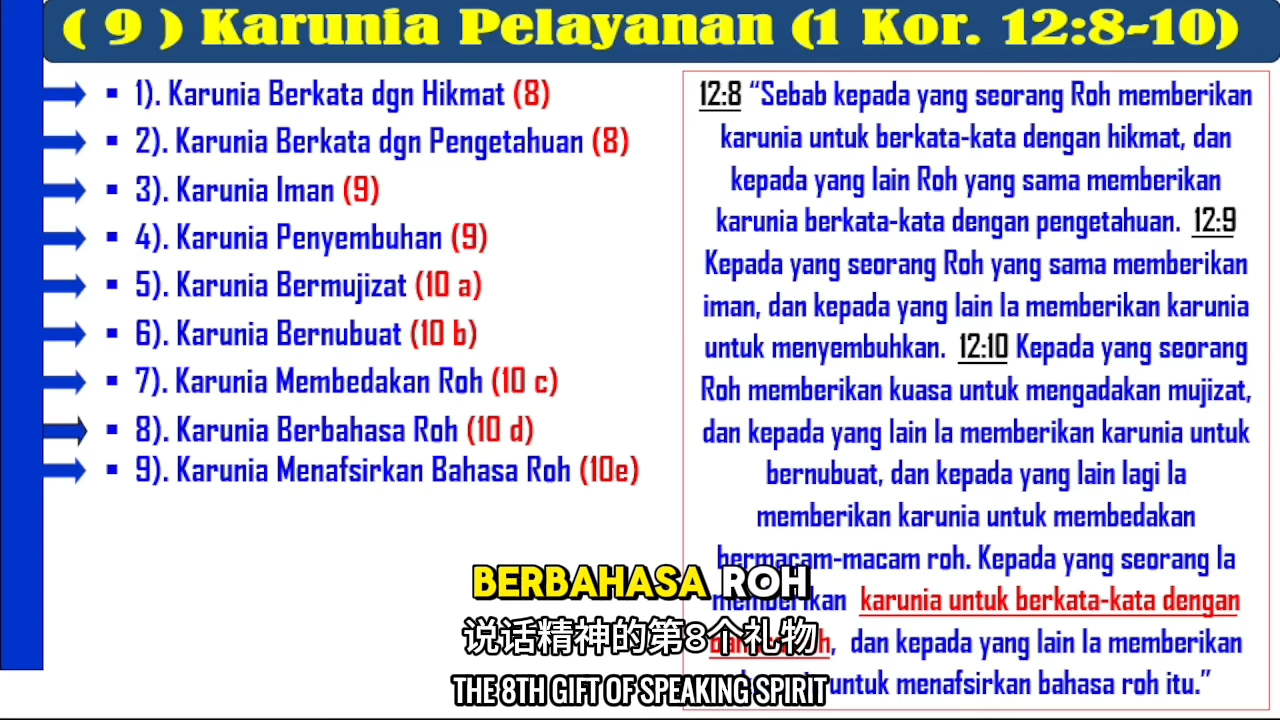 ( 9 ) Karunia Pelayanan (1 Kor. 12:8-10)
1). Karunia Berkata dgn Hikmat (8)
2). Karunia Berkata dgn Pengetahuan (8)
3). Karunia Iman (9)
4). Karunia Penyembuhan (9)
5). Karunia Bermujizat (10 a)
6). Karunia Bernubuat (10 b)
7). Karunia Membedakan Roh (10 c)
8). Karunia Berbahasa Roh (10 d)
9). Karunia Menafsirkan Bahasa Roh (10e)
12:8 “Sebab kepada yang seorang Roh memberikan
karunia untuk berkata-kata dengan hikmat, dan
kepada yang lain Roh yang sama memberikan
karunia berkata-kata dengan pengetahuan. 12:9
Kepada yang seorang Roh yang sama memberikan
iman, dan kepada yang lain Ia memberikan karunia
untuk menyembuhkan. 12:10 Kepada yang seorang
Roh memberikan kuasa untuk mengadakan mujizat,
dan kepada yang lain Ia memberikan karunia untuk
bernubuat, dan kepada yang lain lagi Ia
memberikan karunia untuk membedakan
bermacam-macam roh. Kepada yang seorang Ia
memberikan karunia untuk berkata-kata dengan
dan kepada yang lain Ia memberikan
untuk menafsirkan bahasa roh itu.”
BERBAHASA ROH
说话精神的第8个礼物
THE 8TH GIFT OF SPEAKING SPIRIT